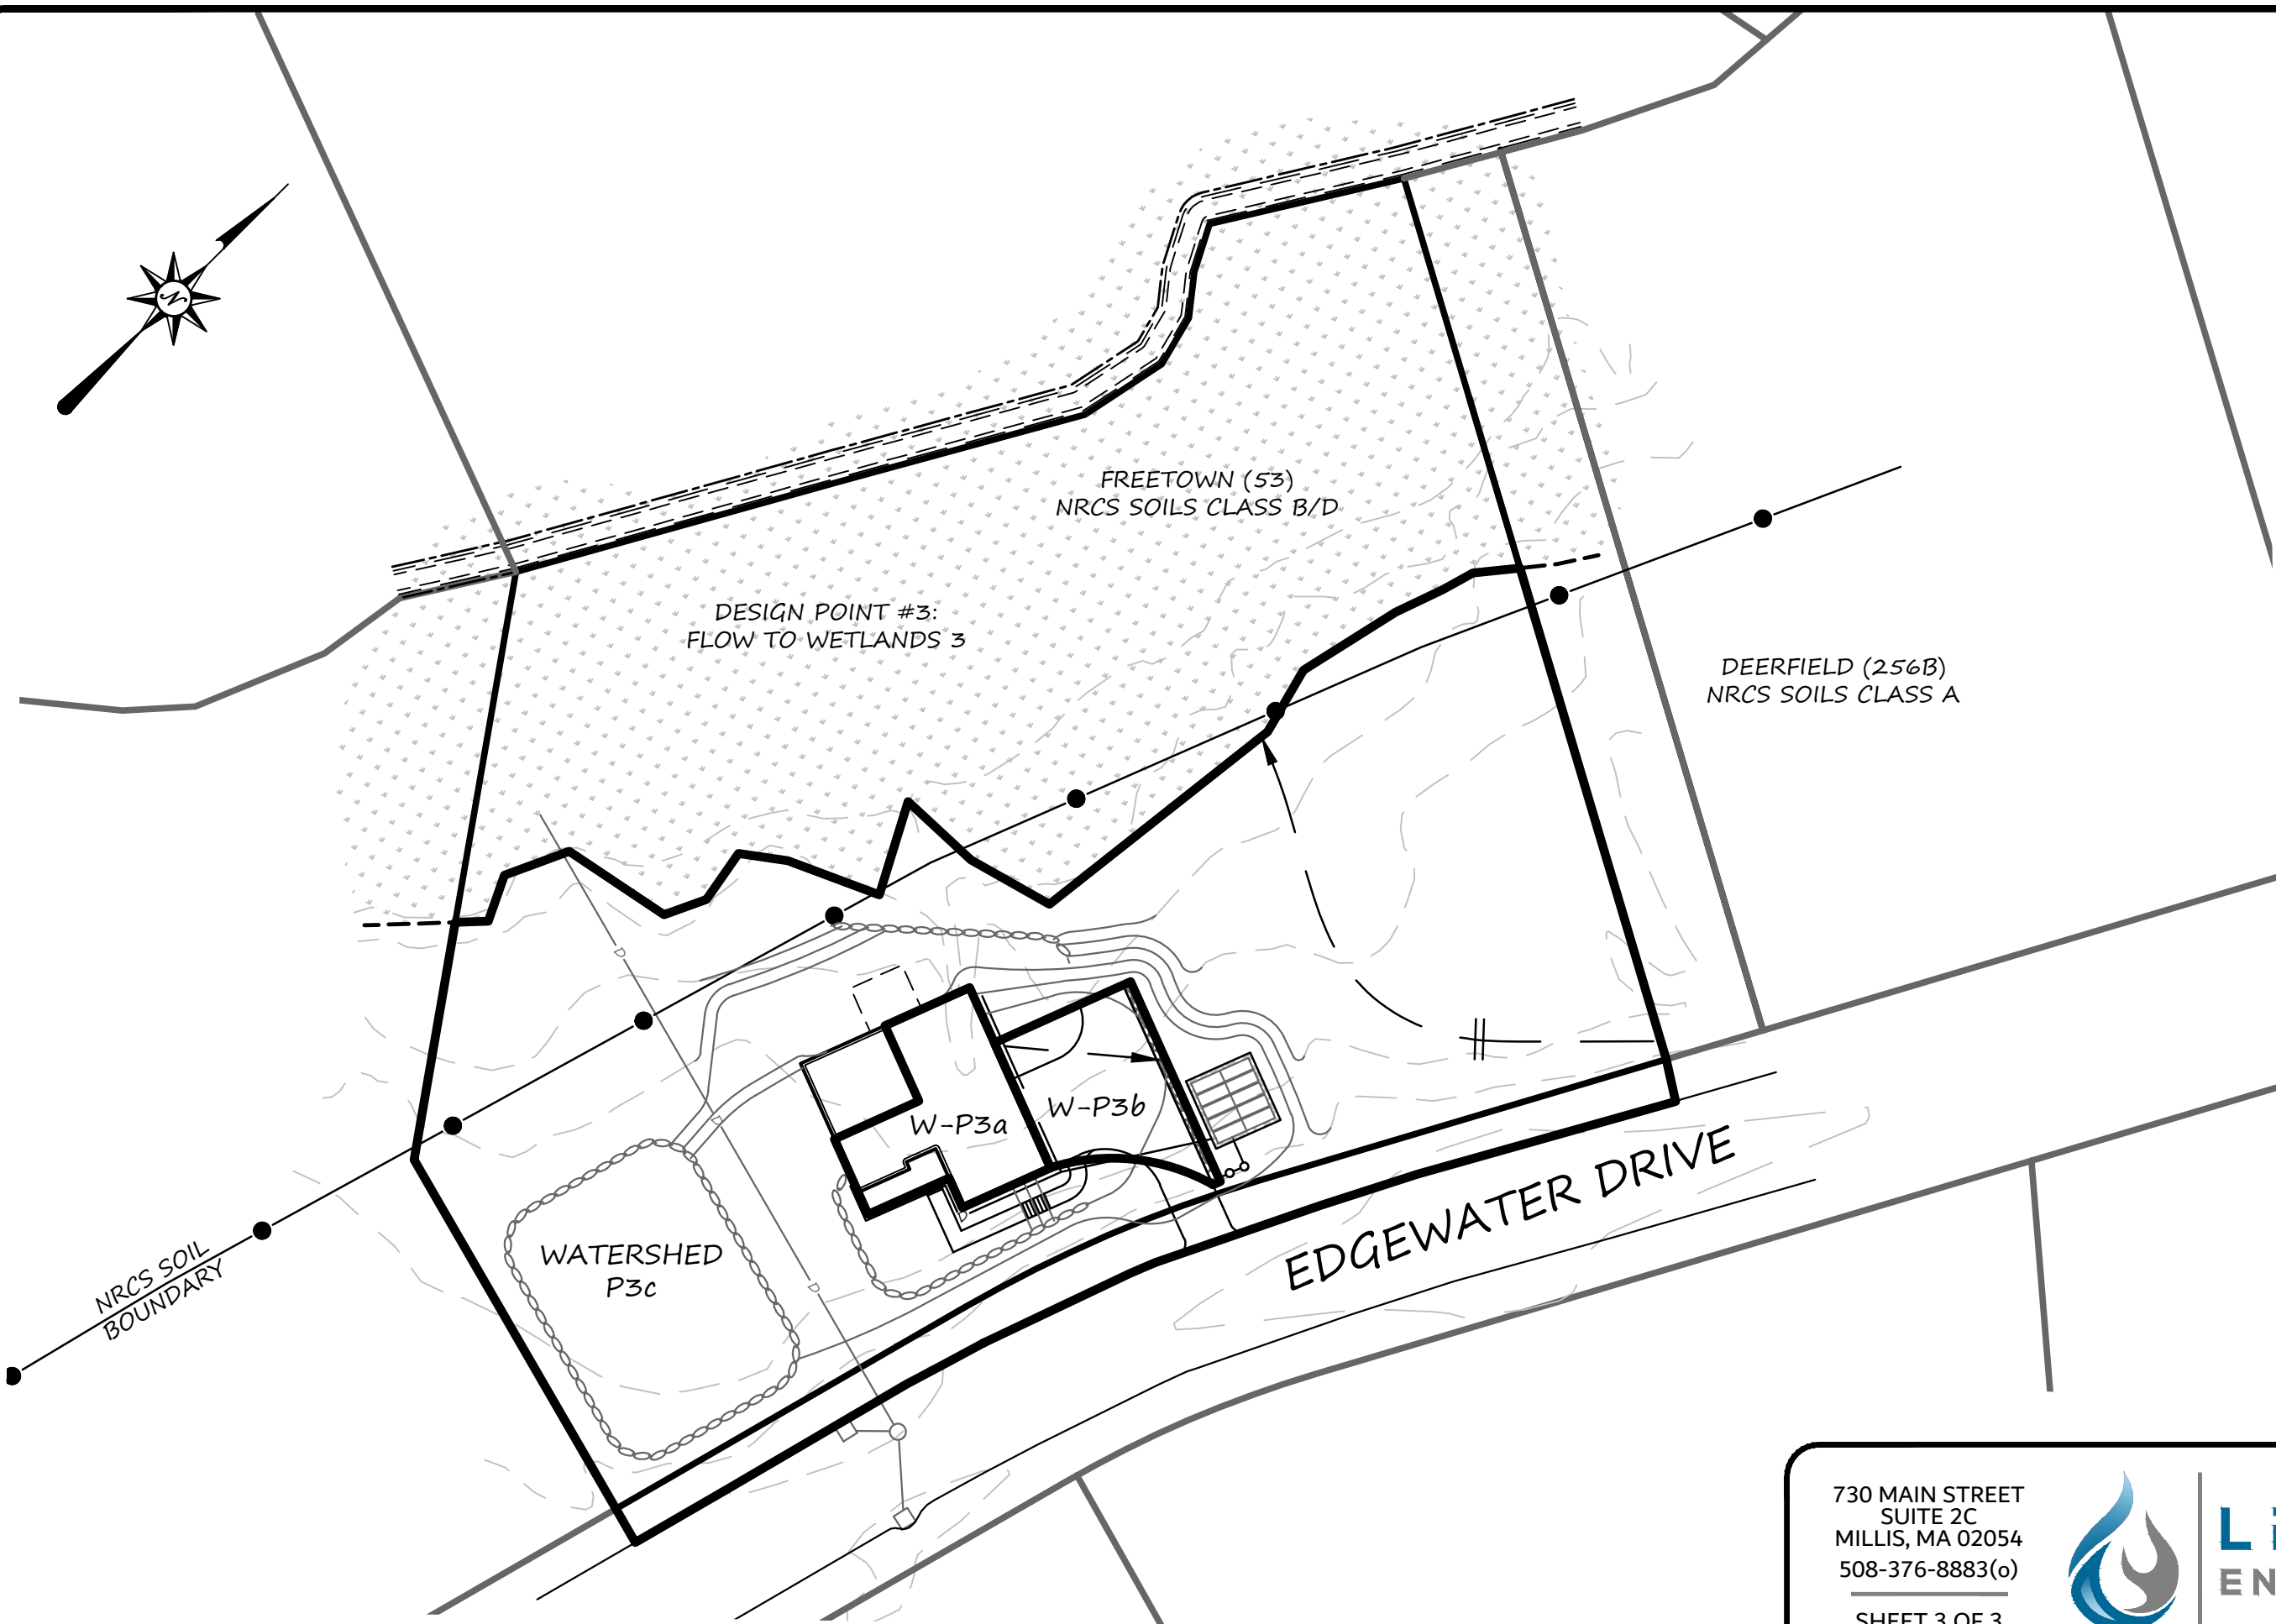 FREETOWN (53)
NRCS SOILS CLASS B/D
DESIGN POINT #3:
FLOW TO WETLANDS 3
DEERFIELD (256B)
NRCS SOILS CLASS A
W-P3a
W-P3b
EDGEWATER DRIVE
WATERSHED
P3c
NRCS SOIL
BOUNDARY
N
730 MAIN STREET
SUITE 2C
MILLIS, MA 02054
508-376-8883(o)
SHEET 3 OF 3
EN